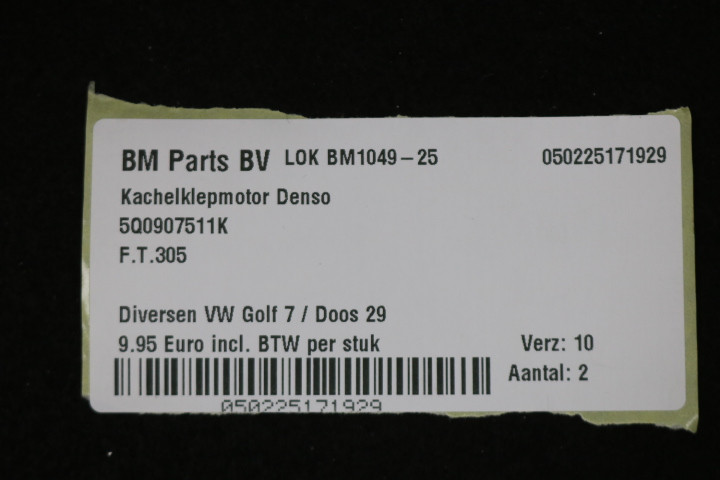 BM Parts BV LOK BM1049-25 050225171929
Kachelklepmotor Denso
5Q0907511K
F.T.305
Diversen VW Golf 7 / Doos 29
9.95 Euro incl. BTW per stuk Verz: 10
Aantal: 2
050225171929